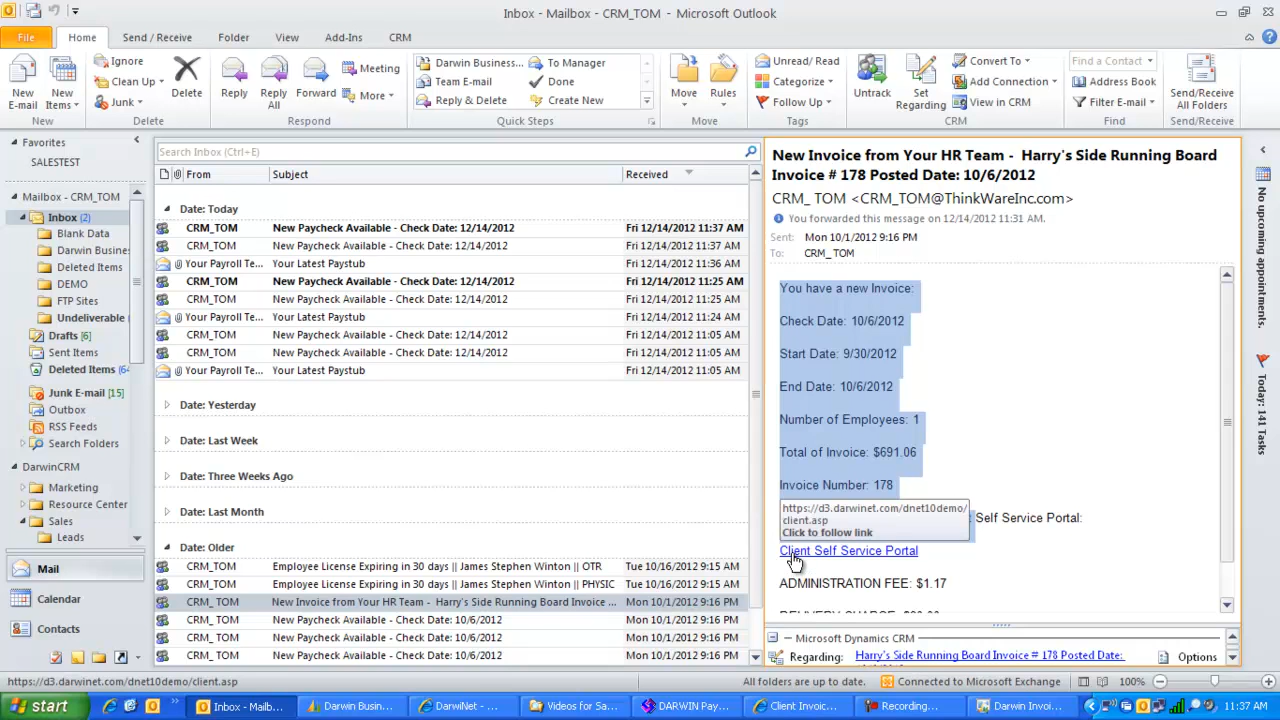 Inbox - Mailbox - CRM_TOM - Microsoft Outlook
File Home Send / Receive Folder View Add-Ins CRM
New E-mail
New Items
Ignore
Clean Up
Junk
Delete
Reply
Reply All
Forward
Meeting
More
Darwin Business...
Team E-mail
Reply & Delete
To Manager
Done
Create New
Move
Rules
Unread/ Read
Categorize
Follow Up
Untrack
Set Regarding
Convert To
Add Connection
View in CRM
Find a Contact
Address Book
Filter E-mail
Send/Receive All Folders
New Delete Respond Quick Steps Move Tags CRM Find Send/Receive
Favorites
SALESTEST
Mailbox - CRM_TOM
Inbox (2)
Blank Data
Darwin Busine
Deleted Items
DEMO
FTP Sites
Undeliverable
Drafts [6]
Sent Items
Deleted Items (64
Junk E-mail [15]
Outbox
RSS Feeds
Search Folders
DarwinCRM
Marketing
Resource Center
Sales
Leads
Mail
Calendar
Contacts
Search Inbox (Ctrl+E)
From Subject Received
Date: Today
CRM_TOM New Paycheck Available - Check Date: 12/14/2012 Fri 12/14/2012 11:37 AM
CRM_TOM New Paycheck Available - Check Date: 12/14/2012 Fri 12/14/2012 11:37 AM
Your Payroll Te... Your Latest Paystub Fri 12/14/2012 11:36 AM
CRM_TOM New Paycheck Available - Check Date: 12/14/2012 Fri 12/14/2012 11:25 AM
CRM_TOM New Paycheck Available - Check Date: 12/14/2012 Fri 12/14/2012 11:25 AM
Your Payroll Te... Your Latest Paystub Fri 12/14/2012 11:24 AM
CRM_TOM New Paycheck Available - Check Date: 12/14/2012 Fri 12/14/2012 11:05 AM
CRM_TOM New Paycheck Available - Check Date: 12/14/2012 Fri 12/14/2012 11:05 AM
Your Payroll Te... Your Latest Paystub Fri 12/14/2012 11:05 AM
Date: Yesterday
Date: Last Week
Date: Three Weeks Ago
Date: Last Month
Date: Older
CRM_TOM Employee License Expiring in 30 days || James Stephen Winton || OTR Tue 10/16/2012 9:15 AM
CRM_TOM Employee License Expiring in 30 days || James Stephen Winton || PHYSIC Tue 10/16/2012 9:15 AM
CRM_TOM New Invoice from Your HR Team - Harry's Side Running Board Invoice ... Mon 10/1/2012 9:16 PM
CRM_TOM New Paycheck Available - Check Date: 10/6/2012 Mon 10/1/2012 9:16 PM
CRM_TOM New Paycheck Available - Check Date: 10/6/2012 Mon 10/1/2012 9:16 PM
CRM_TOM New Paycheck Available - Check Date: 10/6/2012 Mon 10/1/2012 9:16 PM
New Invoice from Your HR Team - Harry's Side Running Board
Invoice # 178 Posted Date: 10/6/2012
CRM_ TOM <CRM_TOM@ThinkWareInc.com>
You forwarded this message on 12/14/2012 11:31 AM.
Sent: Mon 10/1/2012 9:16 PM
To: CRM_ TOM
You have a new Invoice:
Check Date: 10/6/2012
Start Date: 9/30/2012
End Date: 10/6/2012
Number of Employees: 1
Total of Invoice: $691.06
Invoice Number: 178
https://d3.darwinet.com/dnet10demo/
client.asp
Click to follow link
Self Service Portal:
Client Self Service Portal
ADMINISTRATION FEE: $1.17
Microsoft Dynamics CRM
Regarding: Harry's Side Running Board Invoice # 178 Posted Date: Options
No upcoming appointments.
Today: 141 Tasks
https://d3.darwinet.com/dnet10demo/client.asp All folders are up to date. Connected to Microsoft Exchange 100%
start Inbox - Mailb... Darwin Busin... DarwiNet - ... Videos for Sa... DARWIN Pay... Client Invoic... Recording... Darwin Invoi... 11:37 AM